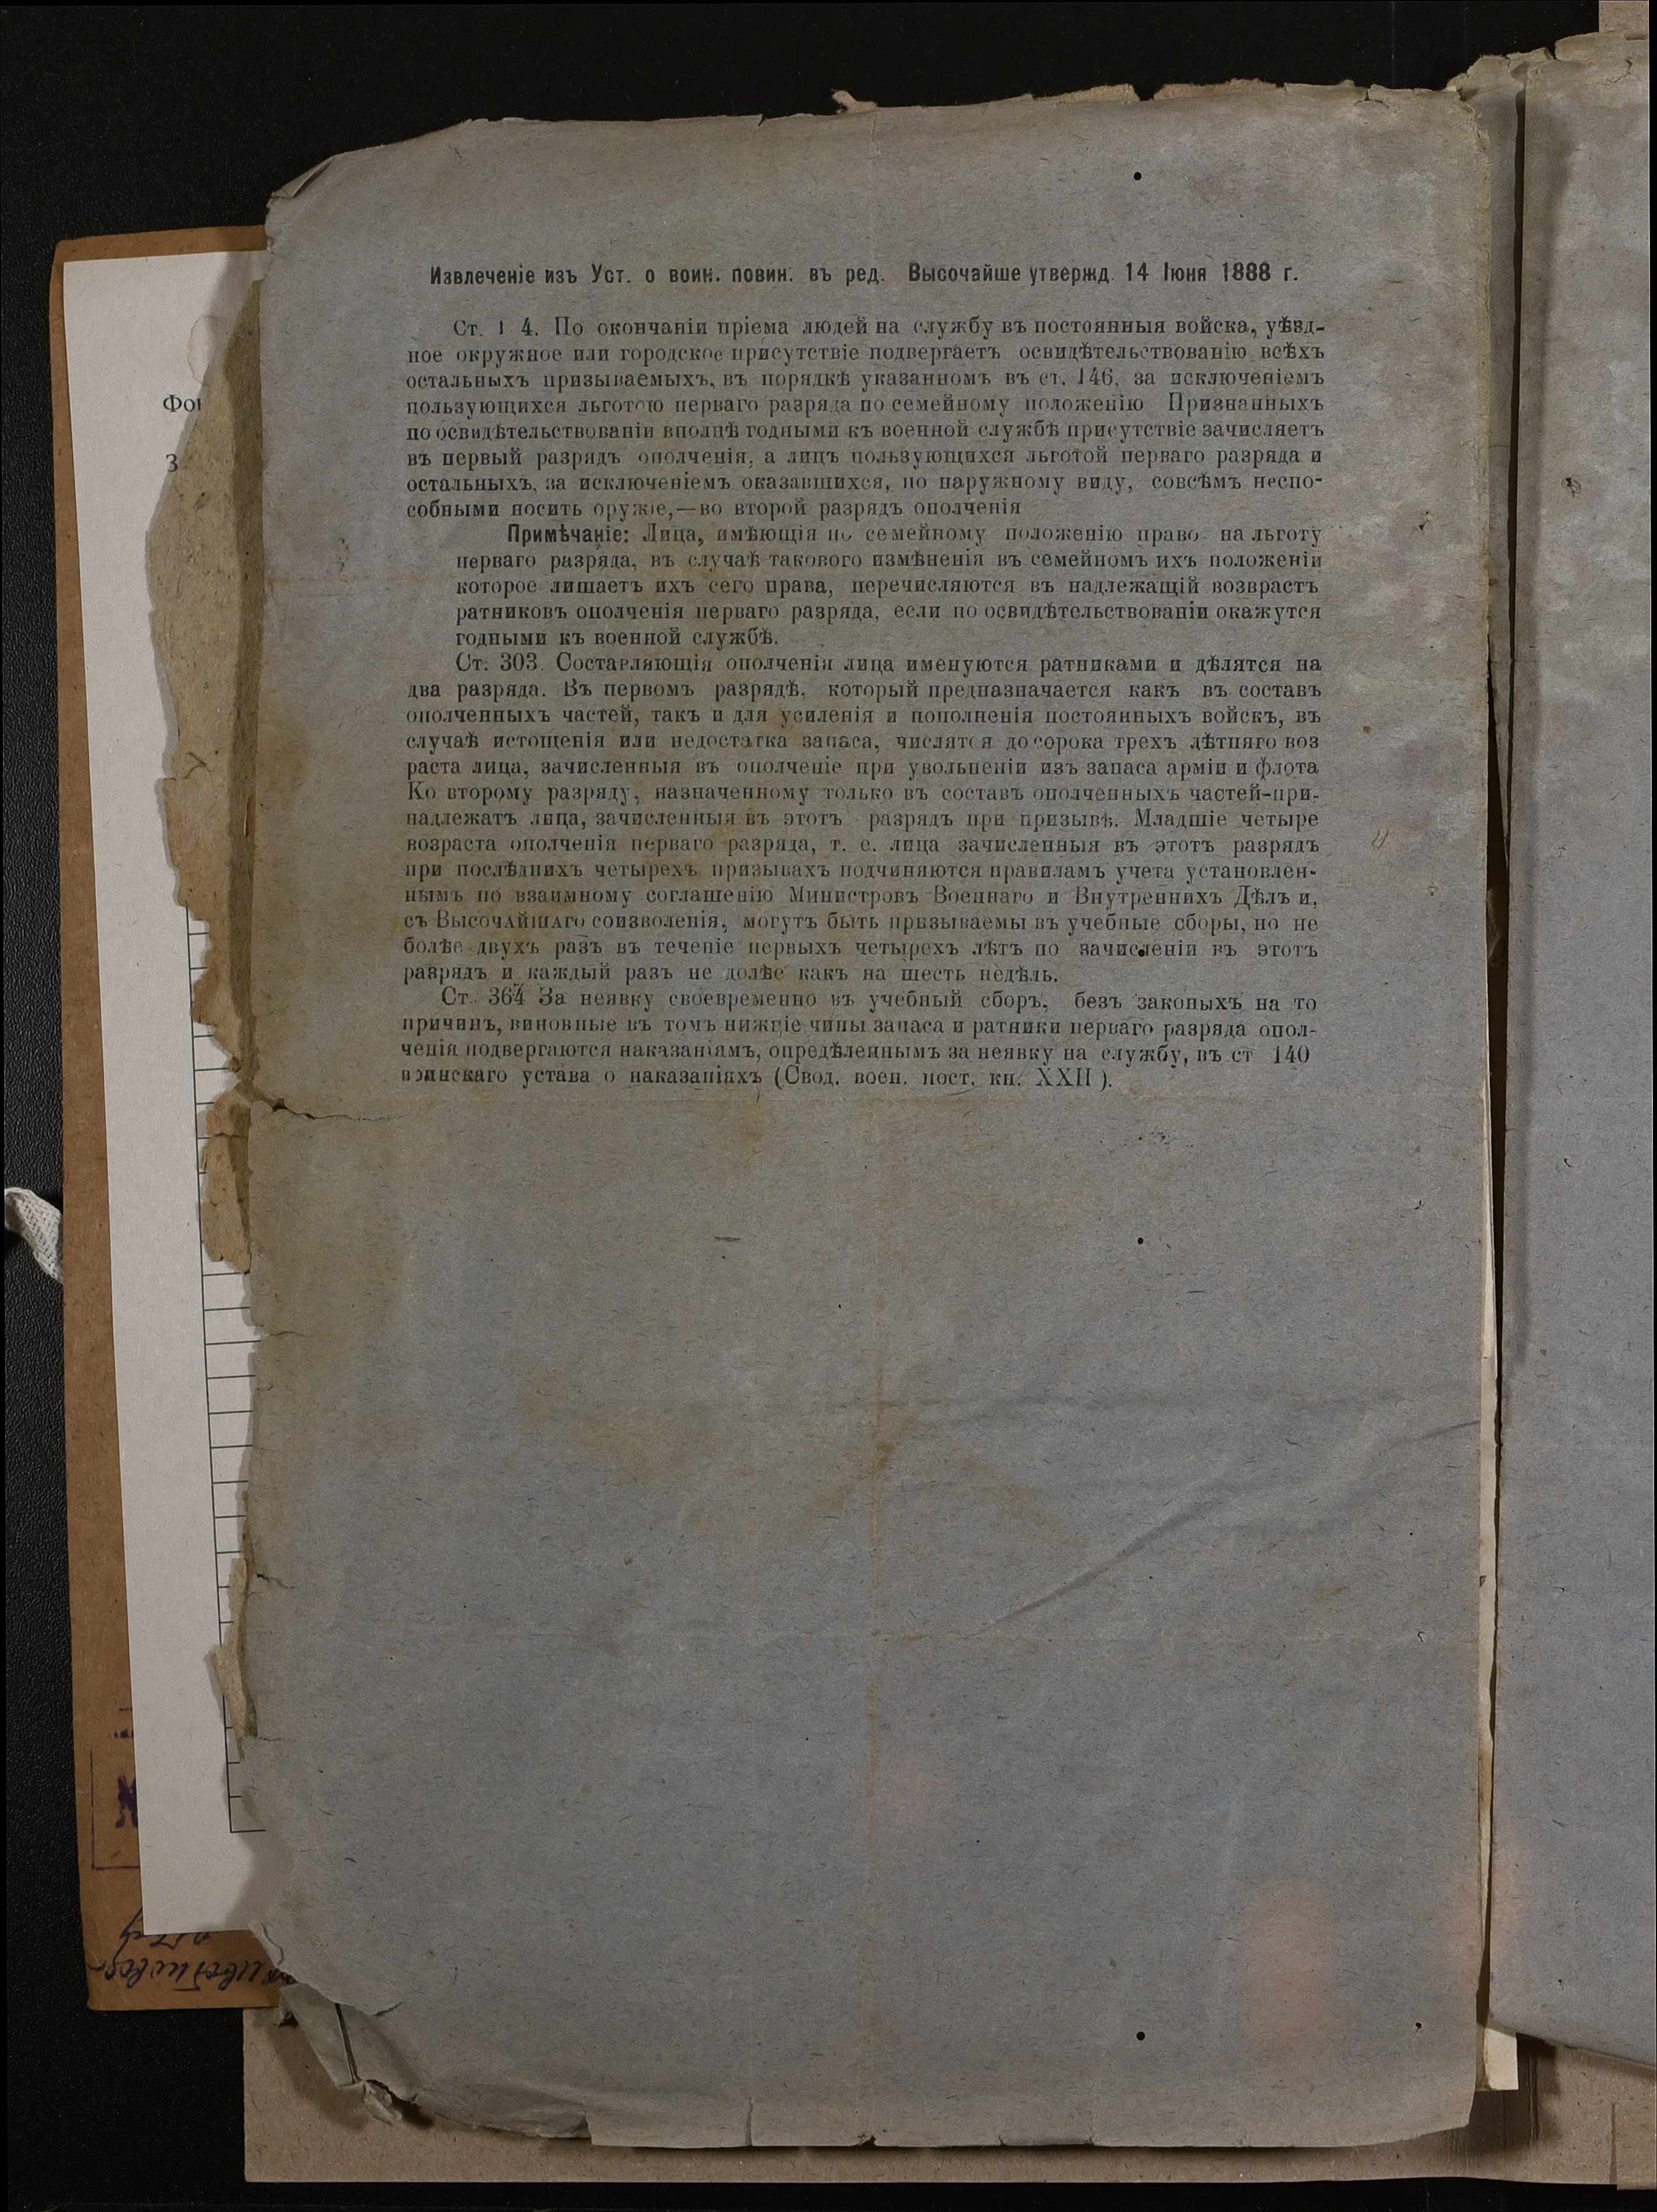 Извлеченіе изъ Уст. о воин. повин. въ ред. Высочайше утвержд. 14 Іюня 1888 г.
Ст. 1 4. По окончаніи пріема людей на службу въ постоянныя войска, уѣзд-
ное окружное или городское присутствіе подвергаетъ освидѣтельствованію всѣхъ
остальныхъ призываемыхъ, въ порядкѣ указанномъ въ ст. 146, за исключеніемъ
пользующихся льготою перваго разряда по семейному положенію Признанныхъ
по освидѣтельствованіи вполнѣ годными къ военной службѣ присутствіе зачисляетъ
въ первый разрядъ ополченія, а лицъ пользующихся льготой перваго разряда и
остальныхъ, за исключеніемъ оказавшихся, по наружному виду, совсѣмъ неспо-
собными носить оружіе,—во второй разрядъ ополченія
Примѣчаніе: Лица, имѣющія по семейному положенію право на льготу
перваго разряда, въ случаѣ такового измѣненія въ семейномъ ихъ положеніи
которое лишаетъ ихъ сего права, перечисляются въ надлежащій возврастъ
ратниковъ ополченія перваго разряда, если по освидѣтельствованіи окажутся
годными къ военной службѣ.
Ст. 303. Составляющія ополченія лица именуются ратниками и дѣлятся на
два разряда. Въ первомъ разрядѣ, который предназначается какъ въ составъ
ополченныхъ частей, такъ и для усиленія и пополненія постоянныхъ войскъ, въ
случаѣ истощенія или недостатка запаса, числятся до сорока трехъ лѣтняго воз
раста лица, зачисленныя въ ополченіе при увольненіи изъ запаса арміи и флота
Ко второму разряду, назначенному только въ составъ ополченныхъ частей-при-
надлежатъ лица, зачисленныя въ этотъ разрядъ при призывѣ. Младшіе четыре
возраста ополченія перваго разряда, т. е. лица зачисленныя въ этотъ разрядъ
при послѣднихъ четырехъ призывахъ подчиняются правиламъ учета установлен-
нымъ по взаимному соглашенію Министровъ Военнаго и Внутреннихъ Дѣлъ и,
съ ВЫСОЧАЙШАГО соизволенія, могутъ быть призываемы въ учебные сборы, но не
болѣе двухъ разъ въ теченіе первыхъ четырехъ лѣтъ по зачисленіи въ этотъ
разрядъ и каждый разъ не долѣе какъ на шесть недѣль.
Ст. 364 За неявку своевременно въ учебный сборъ, безъ законыхъ на то
причинъ, виновные въ томъ нижніе чины запаса и ратники перваго разряда опол-
ченія подвергаются наказаніямъ, опредѣленнымъ за неявку на службу, въ ст 140
воинскаго устава о наказаніяхъ (Свод. воен. пост. кн. XXII).